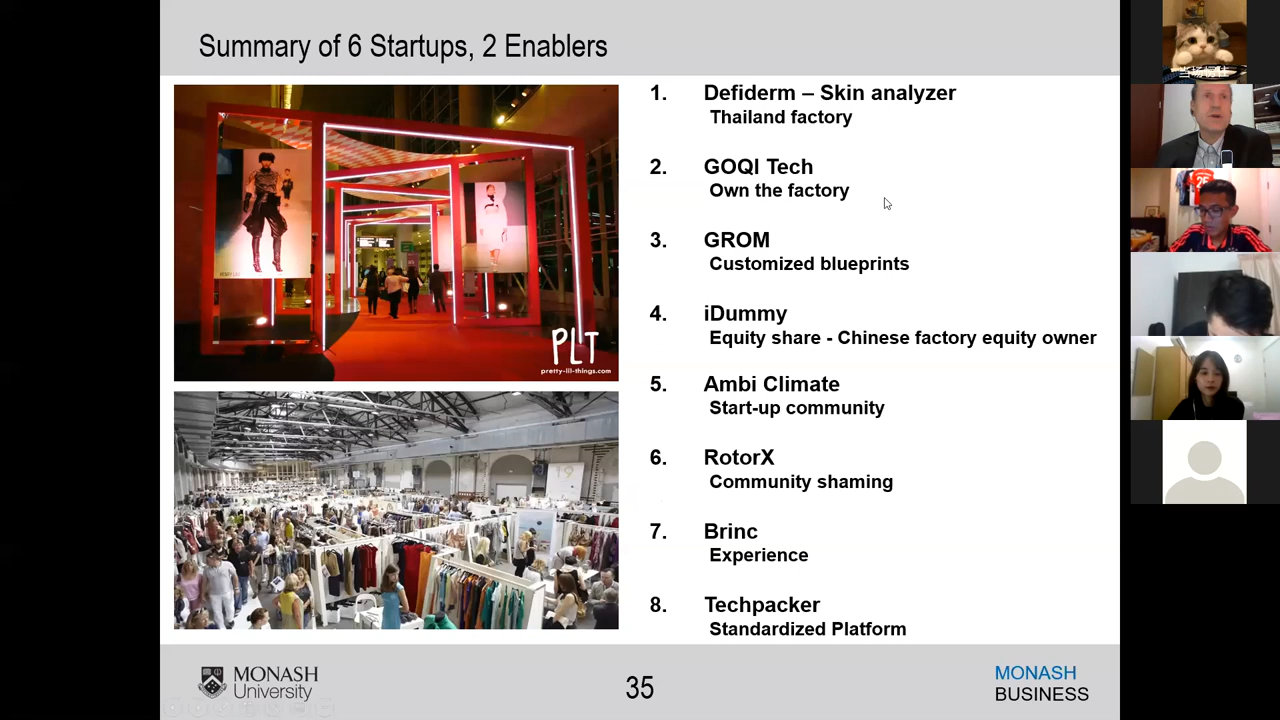 Summary of 6 Startups, 2 Enablers
PLT
pretty-lil-things.com
1. Defiderm – Skin analyzer
Thailand factory
2. GOQI Tech
Own the factory
3. GROM
Customized blueprints
4. iDummy
Equity share - Chinese factory equity owner
5. Ambi Climate
Start-up community
6. RotorX
Community shaming
7. Brinc
Experience
8. Techpacker
Standardized Platform
MONASH
University
35
MONASH
BUSINESS